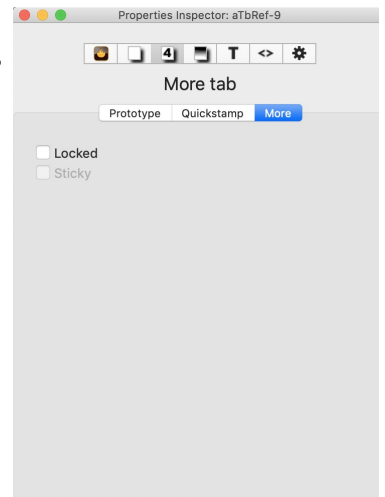 Properties Inspector: aTbRef-9
4 T <>
More tab
Prototype Quickstamp More
Locked
Sticky